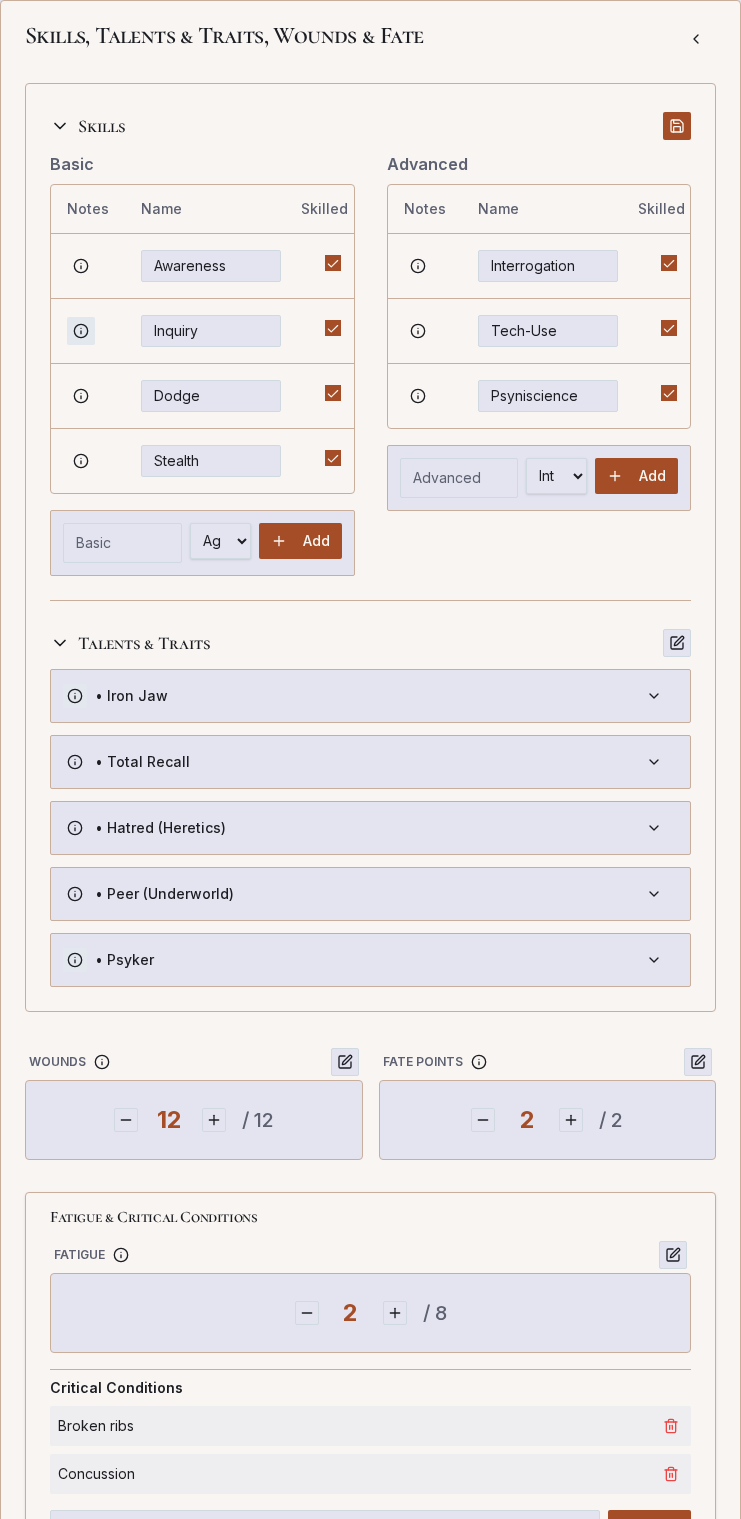 Skills, Talents & Traits, Wounds & Fate
Skills
Basic
Notes Name Skilled
Awareness
Inquiry
Dodge
Stealth
Basic Ag Add
Advanced
Notes Name Skilled
Interrogation
Tech-Use
Psyniscience
Advanced Int Add
Talents & Traits
• Iron Jaw
• Total Recall
• Hatred (Heretics)
• Peer (Underworld)
• Psyker
WOUNDS
12 / 12
FATE POINTS
2 / 2
Fatigue & Critical Conditions
FATIGUE
2 / 8
Critical Conditions
Broken ribs
Concussion